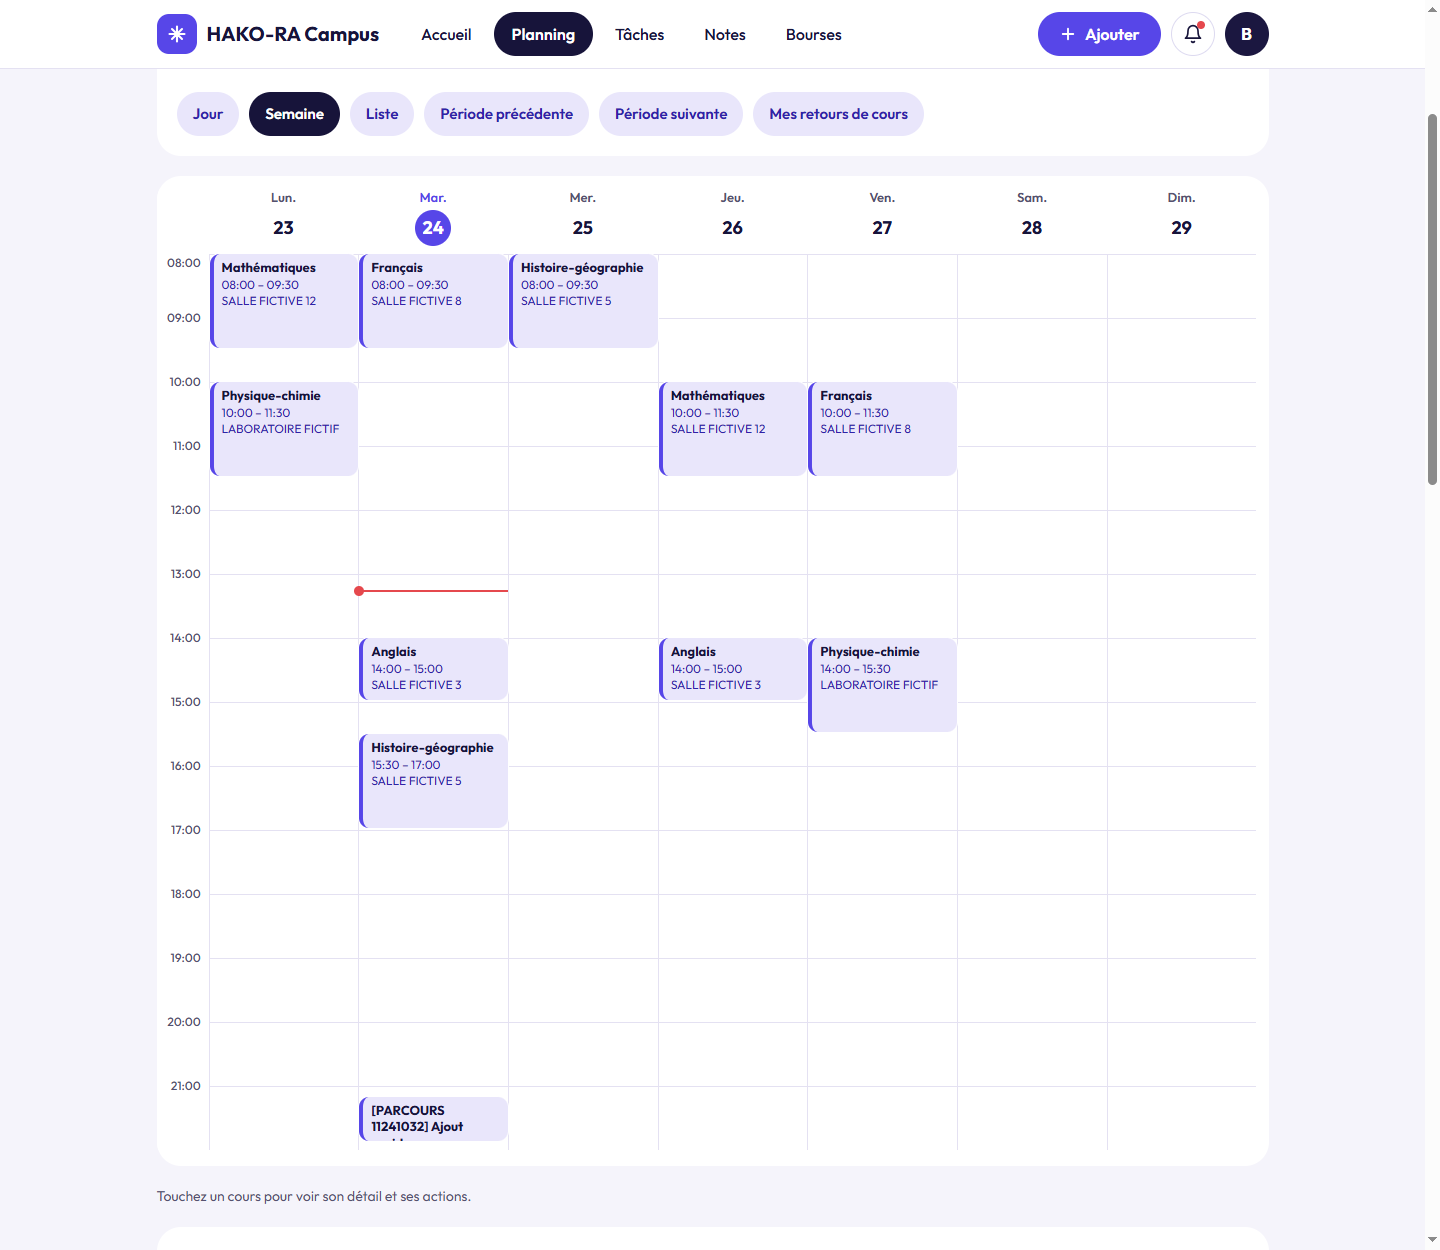 HAKO-RA Campus
Accueil
Planning
Tâches
Notes
Bourses
Ajouter
B
Jour
Semaine
Liste
Période précédente
Période suivante
Mes retours de cours
Lun.
Mar.
Mer.
Jeu.
Ven.
Sam.
Dim.
23
24
25
26
27
28
29
08:00
Mathématiques
08:00 – 09:30
SALLE FICTIVE 12
Français
08:00 – 09:30
SALLE FICTIVE 8
Histoire-géographie
08:00 – 09:30
SALLE FICTIVE 5
09:00
10:00
Physique-chimie
10:00 – 11:30
LABORATOIRE FICTIF
Mathématiques
10:00 – 11:30
SALLE FICTIVE 12
Français
10:00 – 11:30
SALLE FICTIVE 8
11:00
12:00
13:00
14:00
Anglais
14:00 – 15:00
SALLE FICTIVE 3
Anglais
14:00 – 15:00
SALLE FICTIVE 3
Physique-chimie
14:00 – 15:30
LABORATOIRE FICTIF
15:00
Histoire-géographie
15:30 – 17:00
SALLE FICTIVE 5
16:00
17:00
18:00
19:00
20:00
21:00
[PARCOURS
11241032] Ajout
Touchez un cours pour voir son détail et ses actions.